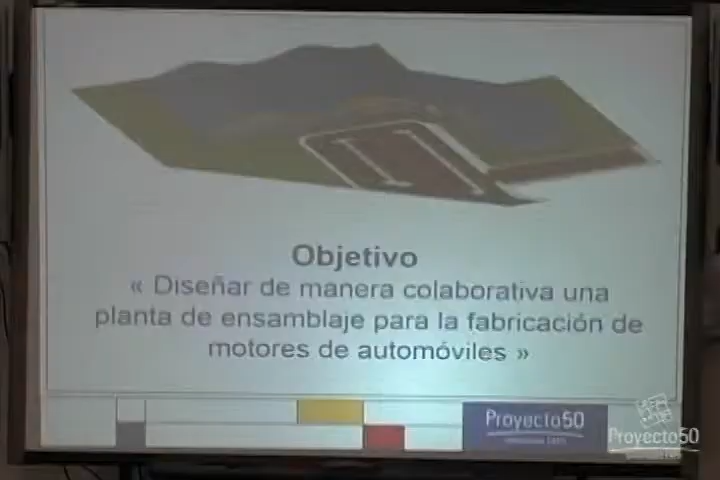 Objetivo
« Diseñar de manera colaborativa una
planta de ensamblaje para la fabricación de
motores de automóviles »
Proyecto50
Proyecto50